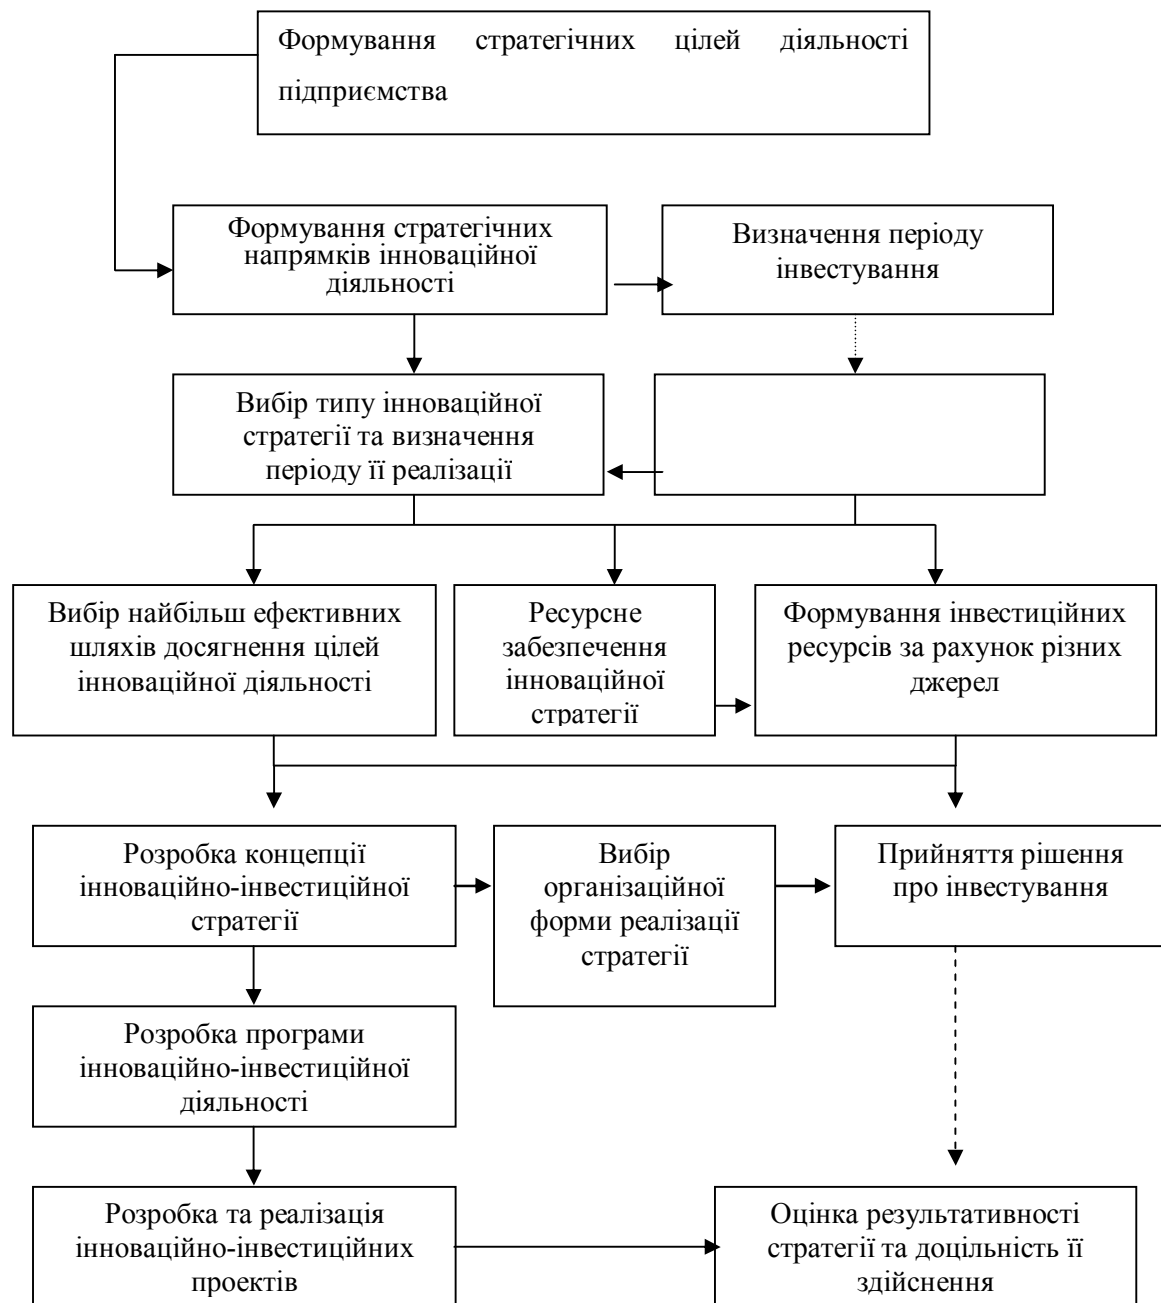 Формування стратегічних цілей діяльності
підприємства
Формування стратегічних
напрямків інноваційної
діяльності
Визначення періоду
інвестування
Вибір типу інноваційної
стратегії та визначення
періоду її реалізації
Вибір найбільш ефективних
шляхів досягнення цілей
інноваційної діяльності
Ресурсне
забезпечення
інноваційної
стратегії
Формування інвестиційних
ресурсів за рахунок різних
джерел
Розробка концепції
інноваційно-інвестиційної
стратегії
Вибір
організаційної
форми реалізації
стратегії
Прийняття рішення
про інвестування
Розробка програми
інноваційно-інвестиційної
діяльності
Розробка та реалізація
інноваційно-інвестиційних
проектів
Оцінка результативності
стратегії та доцільність її
здійснення